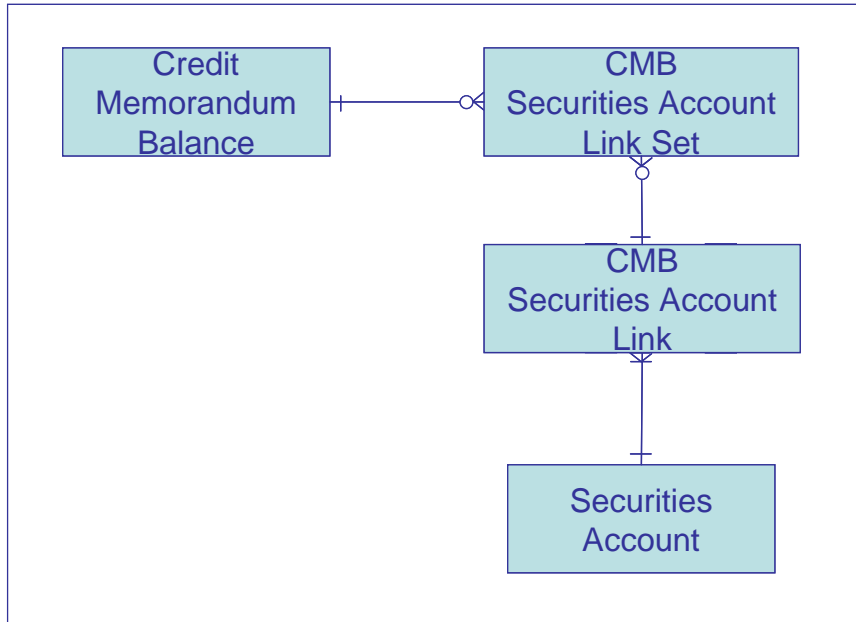 Credit
Memorandum
Balance
CMB
Securities Account
Link Set
CMB
Securities Account
Link
Securities
Account